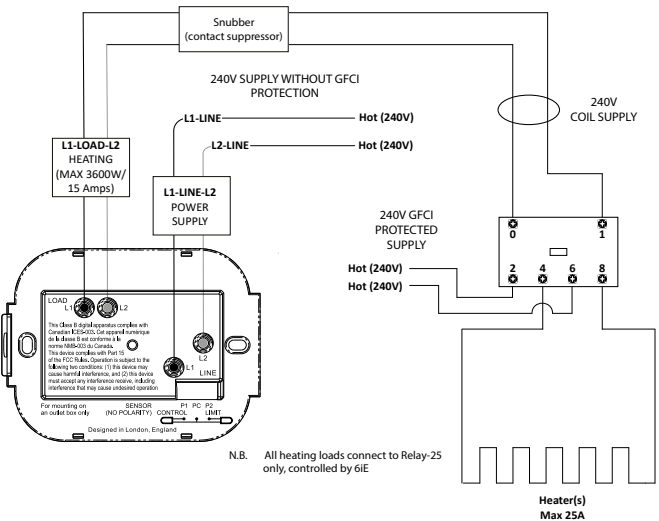 Snubber
(contact suppressor)
240V SUPPLY WITHOUT GFCI
PROTECTION
L1-LINE
Hot (240V)
L2-LINE
Hot (240V)
240V
COIL SUPPLY
L1-LOAD-L2
HEATING
(MAX 3600W/
15 Amps)
L1-LINE-L2
POWER
SUPPLY
240V GFCI
PROTECTED
SUPPLY
Hot (240V)
Hot (240V)
0 1
2 4 6 8
LOAD
L1 L2
This Class B digital apparatus complies with
Canadian ICES-003. Cet appareil numérique
de la classe B est conforme à la
norme NMB-003 du Canada.
This device complies with Part 15
of the FCC Rules. Operation is subject to the
following two conditions: (1) this device may
cause harmful interference, and (2) this device
must accept any interference receive, including
interference that may cause undesired operation
L2
L1
LINE
For mounting on
an outlet box only
SENSOR
(NO POLARITY)
P1 PC P2
CONTROL LIMIT
Designed in London, England
N.B. All heating loads connect to Relay-25
only, controlled by 6iE
Heater(s)
Max 25A